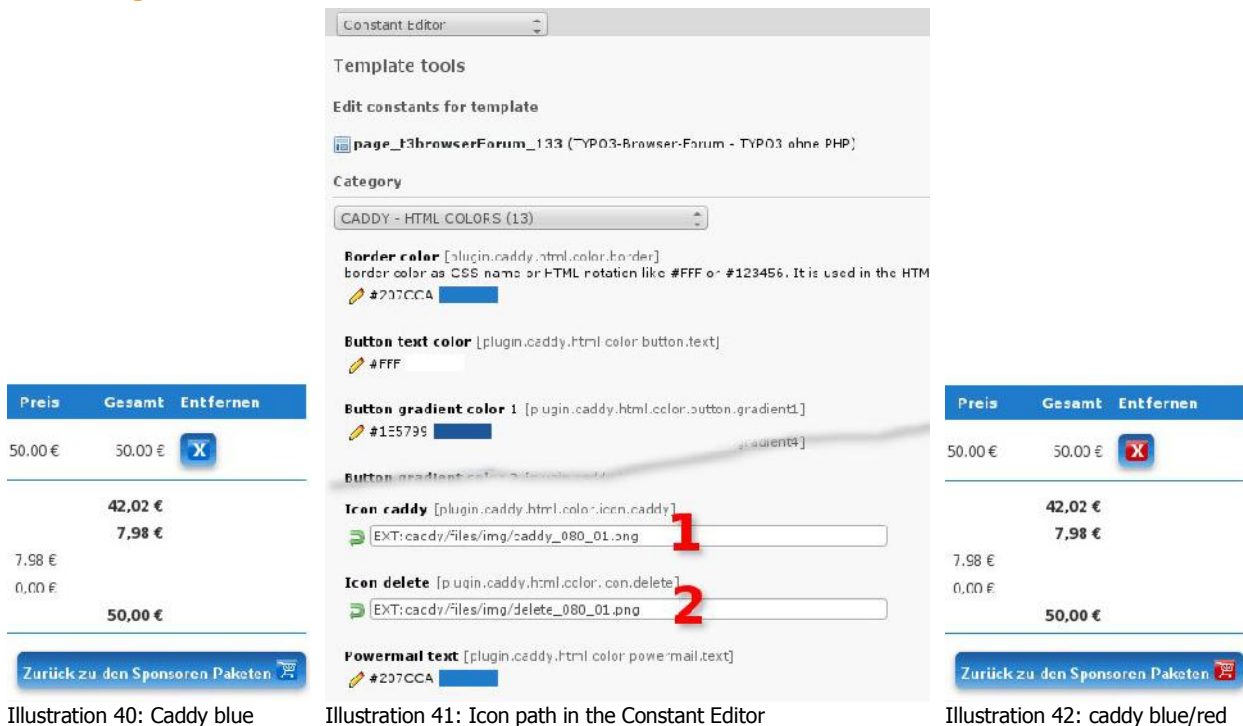 Constant Editor
Template tools
Edit constants for template
page_t3browserForum_133 (TYPO3-Browser-Forum - TYPO3 ohne PHP)
Category
CADDY - HTML COLORS (13)
Border color [plugin.caddy.html.color.border]
border color as CSS name or HTML notation like #FFF or #123456. It is used in the HTM
#207CCA
Button text color [plugin.caddy.html.color.button.text]
#FFF
Button gradient color 1 [plugin.caddy.html.color.button.gradient1]
#1E5799
gradient4]
Button gradient color
Icon caddy [plugin.caddy.html.color.icon.caddy]
EXT:caddy/files/img/caddy_080_01.png
1
Icon delete [plugin.caddy.html.color.icon.delete]
EXT:caddy/files/img/delete_080_01.png
2
Powermail text [plugin.caddy.html.color.powermail.text]
#207CCA
Preis Gesamt Entfernen
50.00 € 50.00 € X
42,02 €
7,98 €
7.98 €
0,00 €
50,00 €
Zurück zu den Sponsoren Paketen
Preis Gesamt Entfernen
50.00 € 50.00 € X
42,02 €
7,98 €
7.98 €
0,00 €
50,00 €
Zurück zu den Sponsoren Paketen
Illustration 40: Caddy blue
Illustration 41: Icon path in the Constant Editor
Illustration 42: caddy blue/red